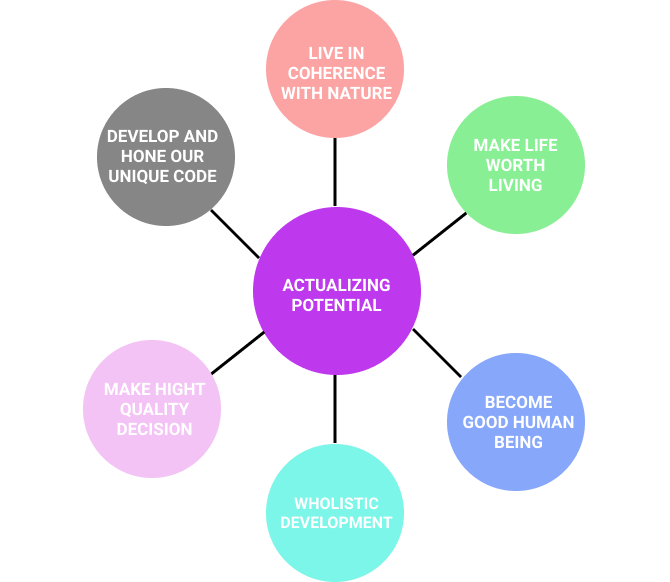 LIVE IN
COHERENCE
WITH NATURE
MAKE LIFE
WORTH
LIVING
DEVELOP AND
HONE OUR
UNIQUE CODE
ACTUALIZING
POTENTIAL
MAKE HIGHT
QUALITY
DECISION
BECOME
GOOD HUMAN
BEING
WHOLISTIC
DEVELOPMENT